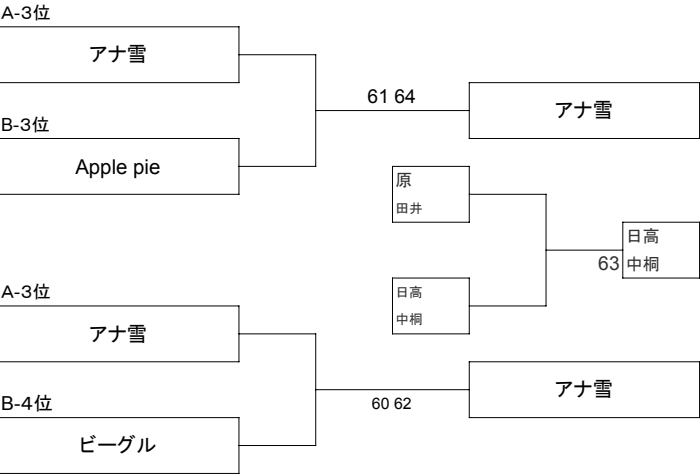 A-3位
アナ雪
61 64
アナ雪
B-3位
Apple pie
原
田井
日高
63 中桐
日高
中桐
A-3位
アナ雪
60 62
アナ雪
B-4位
ビーグル